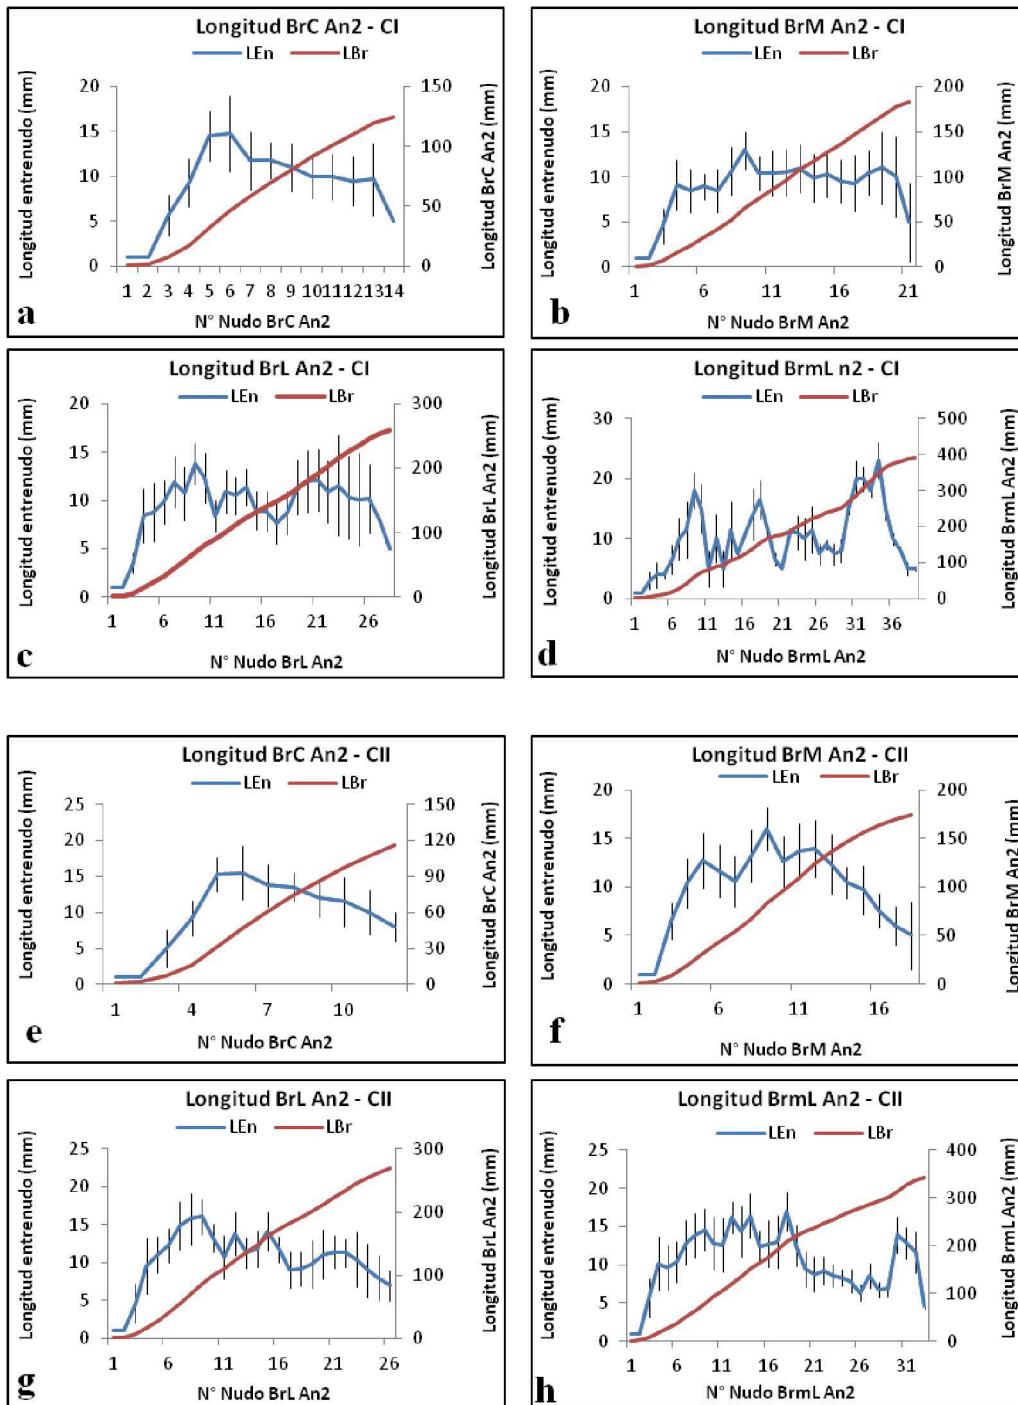 Longitud BrC An2 - CI
LEn LBr
Longitud entrenudo (mm)
20
15
10
5
0
150
100
50
0
Longitud BrC An2 (mm)
1 2 3 4 5 6 7 8 9 10 11 12 13 14
N° Nudo BrC An2
a
Longitud BrM An2 - CI
LEn LBr
Longitud entrenudo (mm)
20
15
10
5
0
200
150
100
50
0
Longitud BrM An2 (mm)
1 6 11 16 21
N° Nudo BrM An2
b
Longitud BrL An2 - CI
LEn LBr
Longitud entrenudo (mm)
20
15
10
5
0
300
200
100
0
Longitud BrL An2 (mm)
1 6 11 16 21 26
N° Nudo BrL An2
c
Longitud BrmL n2 - CI
LEn LBr
Longitud entrenudo (mm)
30
20
10
0
500
400
300
200
100
0
Longitud BrmL An2 (mm)
1 6 11 16 21 26 31 36
N° Nudo BrmL An2
d
Longitud BrC An2 - CII
LEn LBr
Longitud entrenudo (mm)
25
20
15
10
5
0
150
120
90
60
30
0
Longitud BrC An2 (mm)
1 4 7 10
N° Nudo BrC An2
e
Longitud BrM An2 - CII
LEn LBr
Longitud entrenudo (mm)
20
15
10
5
0
200
150
100
50
0
Longitud BrM An2 (mm)
1 6 11 16
N° Nudo BrM An2
f
Longitud BrL An2 - CII
LEn LBr
Longitud entrenudo (mm)
25
20
15
10
5
0
300
200
100
0
Longitud BrL An2 (mm)
1 6 11 16 21 26
N° Nudo BrL An2
g
Longitud BrmL An2 - CII
LEn LBr
Longitud entrenudo (mm)
25
20
15
10
5
0
400
300
200
100
0
Longitud BrmL An2 (mm)
1 6 11 16 21 26 31
N° Nudo BrmL An2
h